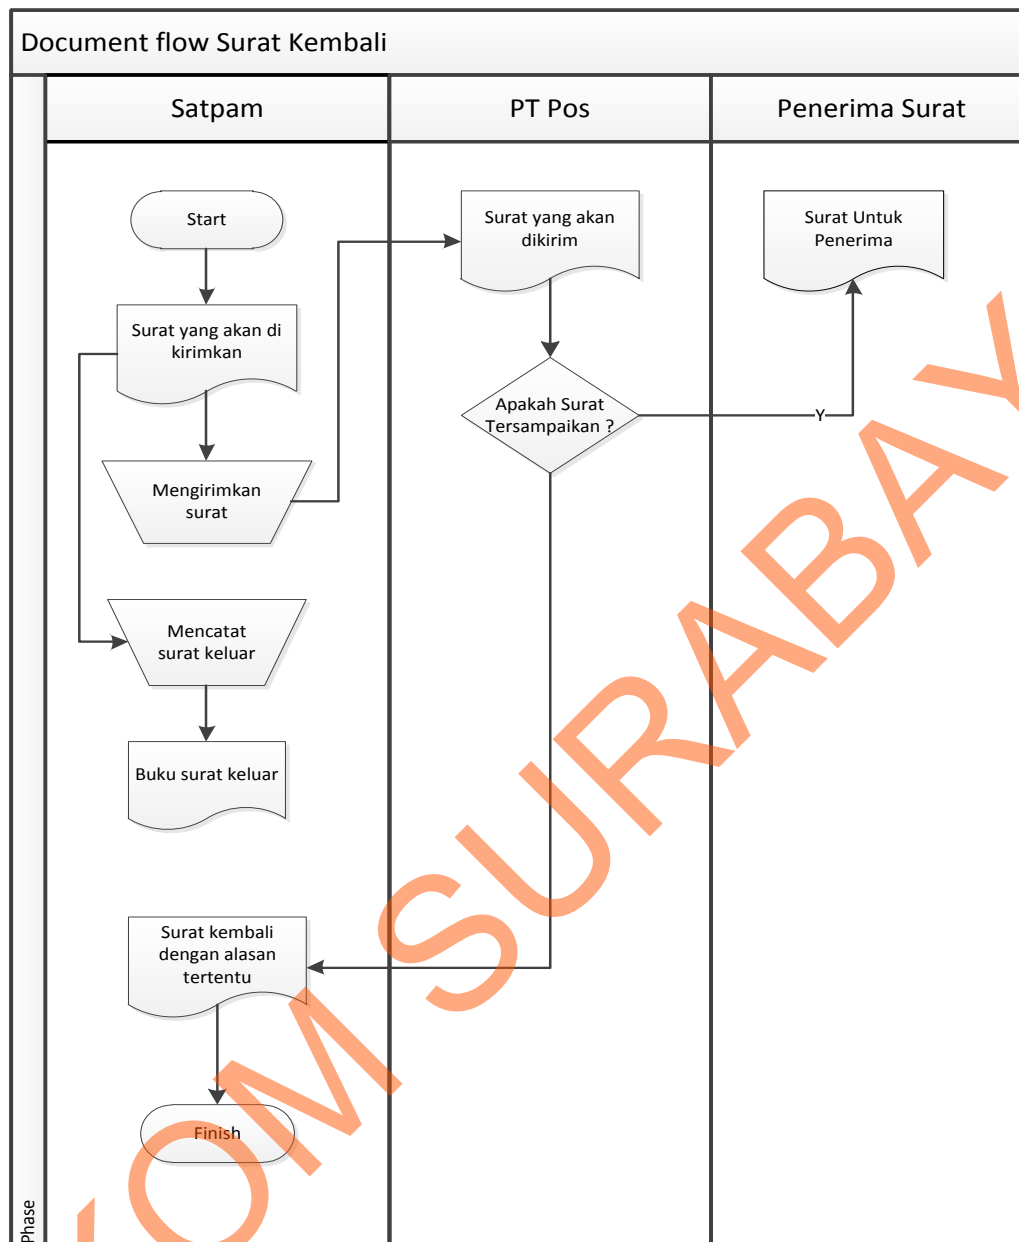 Document flow Surat Kembali
Satpam
PT Pos
Penerima Surat
Start
Surat yang akan
dikirim
Surat Untuk
Penerima
Surat yang akan di
kirimkan
Apakah Surat
Tersampaikan ?
Y
Mengirimkan
surat
Mencatat
surat keluar
Buku surat keluar
Surat kembali
dengan alasan
tertentu
Finish
Phase
OM SURABAY